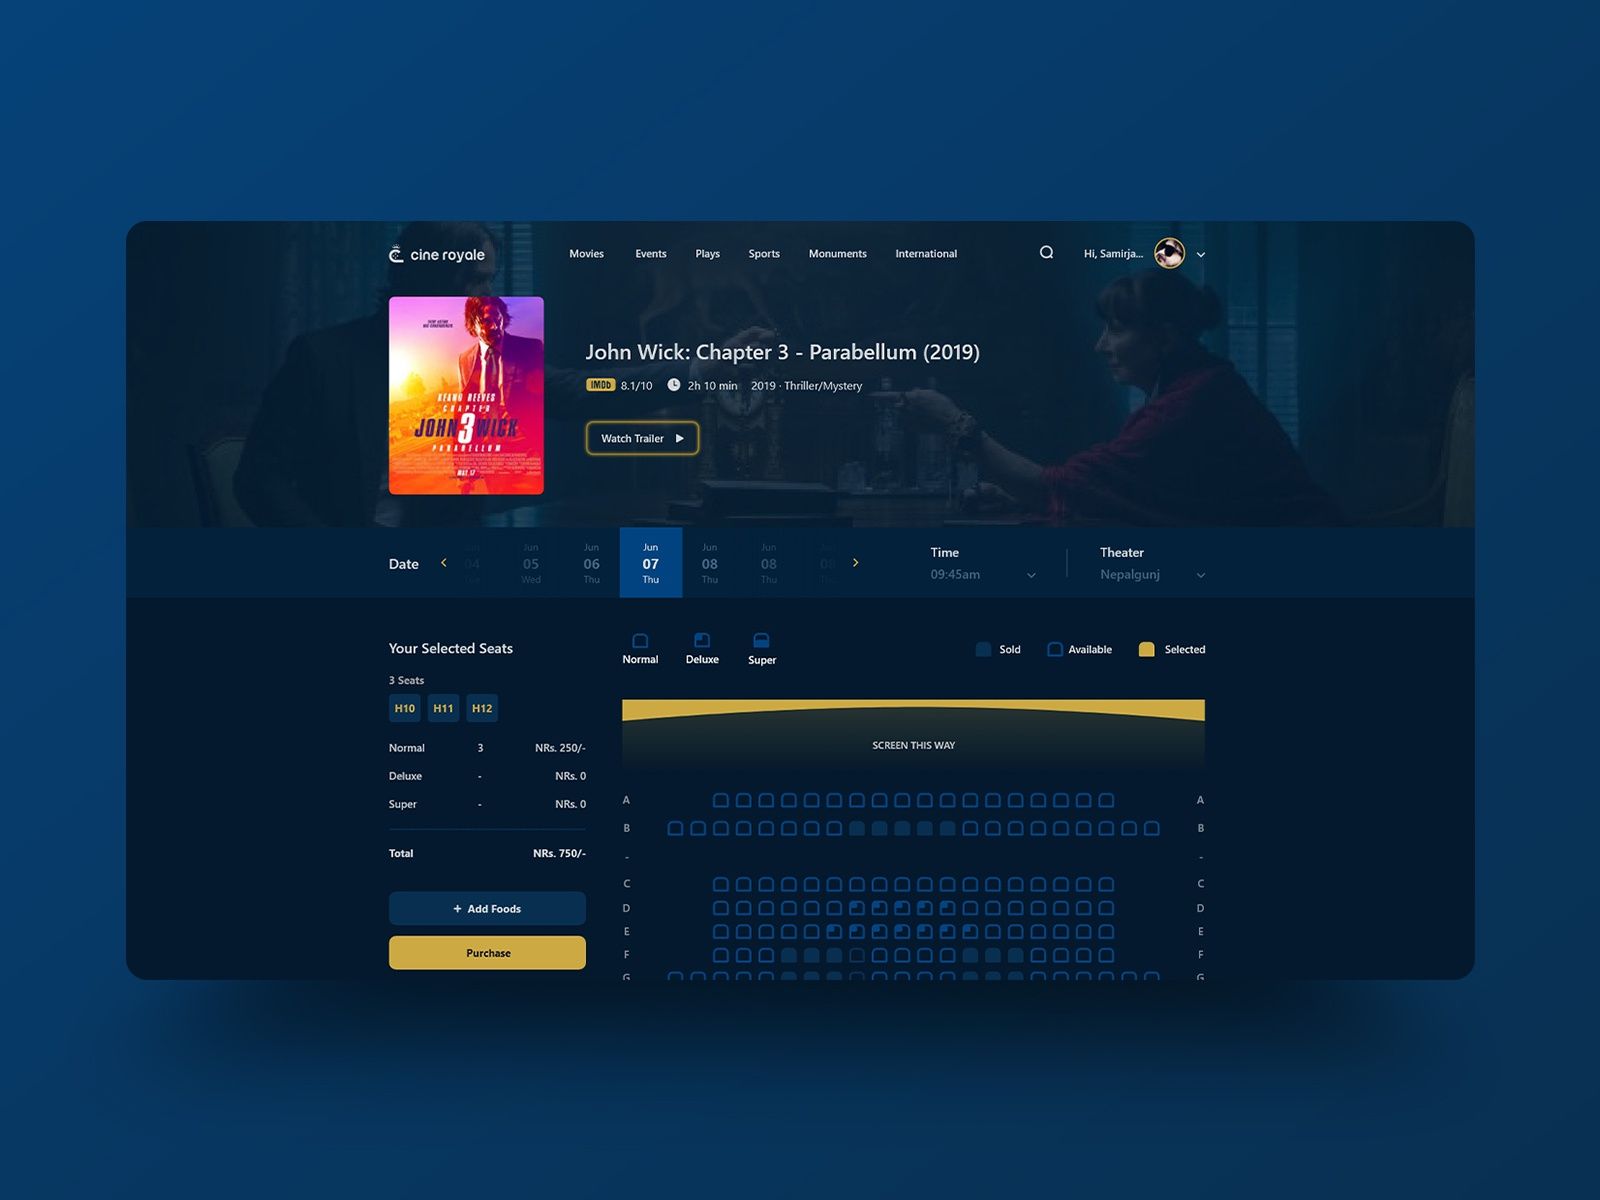 cine royale
Movies Events Plays Sports Monuments International
Hi, Samirja...
KEANU REEVES
CHAPTER
JOHN 3 WICK
PARABELLUM
MAY 17
John Wick: Chapter 3 - Parabellum (2019)
IMDb 8.1/10 2h 10 min 2019 · Thriller/Mystery
Watch Trailer
Date
Jun 04 Tue
Jun 05 Wed
Jun 06 Thu
Jun 07 Thu
Jun 08 Thu
Jun 08 Thu
08
Time
09:45am
Theater
Nepalgunj
Your Selected Seats
3 Seats
H10 H11 H12
Normal 3 NRs. 250/-
Deluxe - NRs. 0
Super - NRs. 0
Total NRs. 750/-
+ Add Foods
Purchase
Normal Deluxe Super
Sold Available Selected
SCREEN THIS WAY
A A
B B
- -
C C
D D
E E
F F
G G